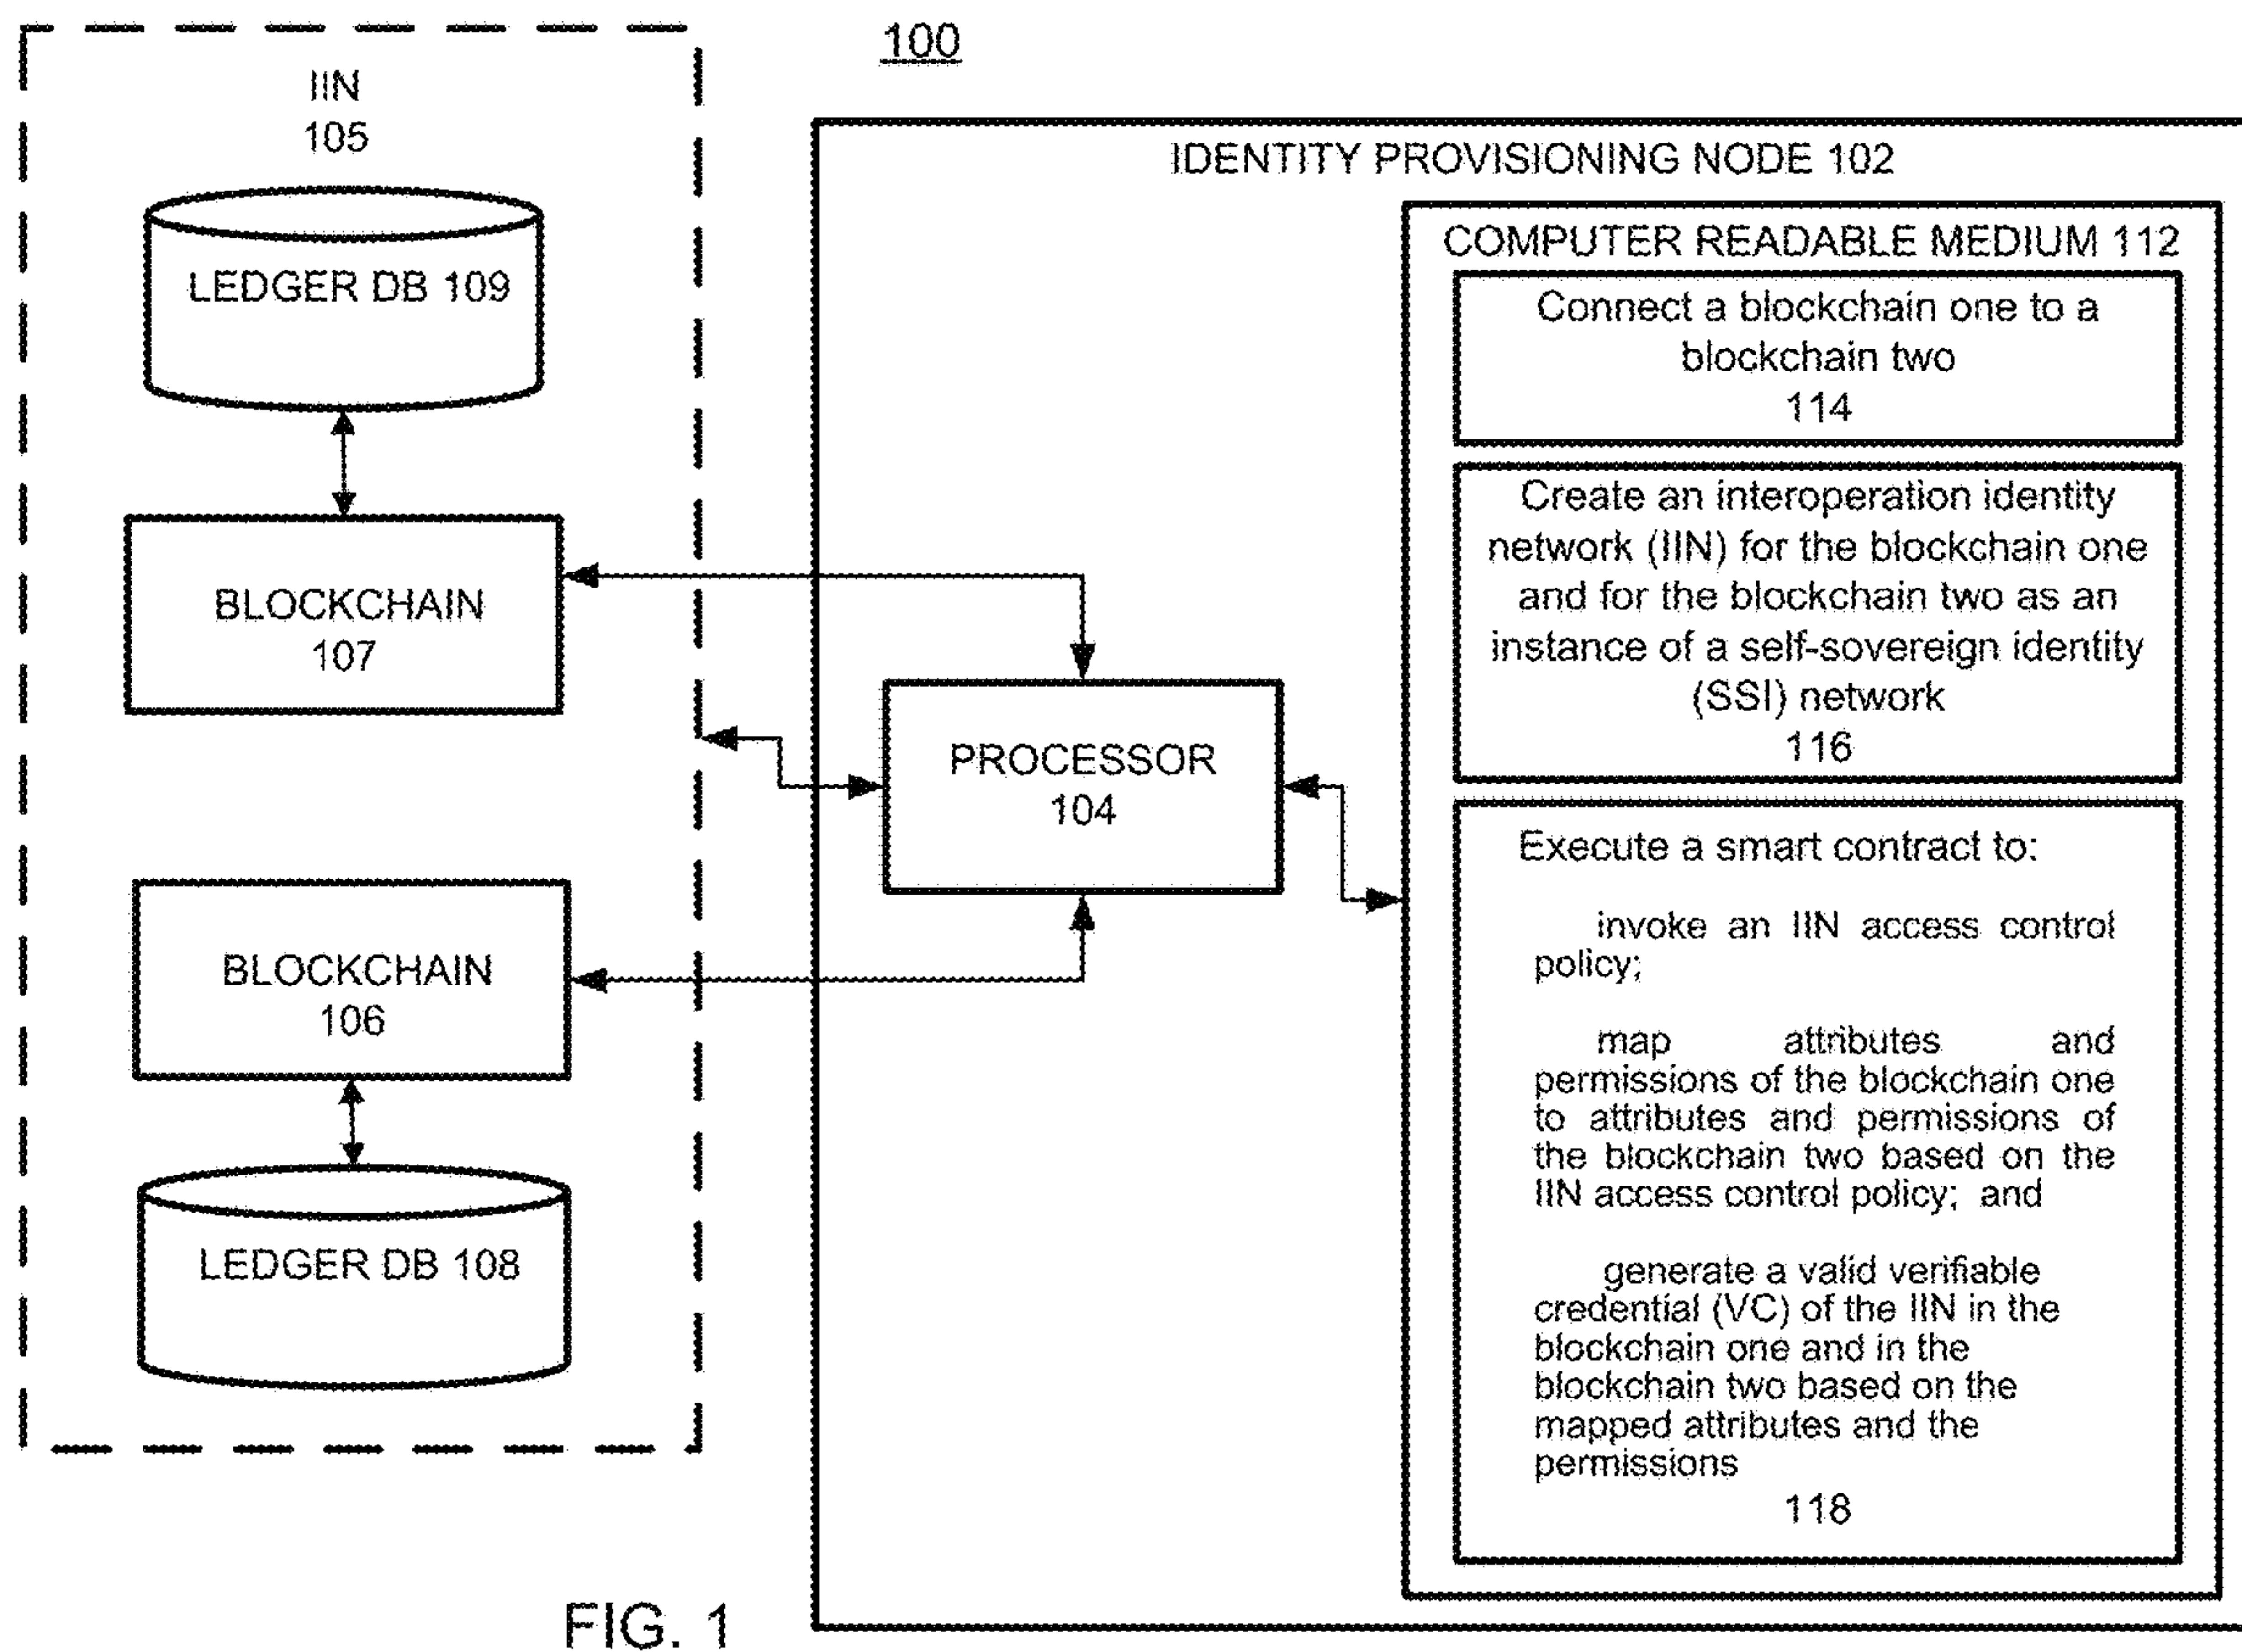 100
IIN
105
LEDGER DB 109
BLOCKCHAIN
107
BLOCKCHAIN
106
LEDGER DB 108
IDENTITY PROVISIONING NODE 102
PROCESSOR
104
COMPUTER READABLE MEDIUM 112
Connect a blockchain one to a
blockchain two
114
Create an interoperation identity
network (IIN) for the blockchain one
and for the blockchain two as an
instance of a self-sovereign identity
(SSI) network
116
Execute a smart contract to:
invoke an IIN access control
policy;
map attributes and
permissions of the blockchain one
to attributes and permissions of
the blockchain two based on the
IIN access control policy; and
generate a valid verifiable
credential (VC) of the IIN in the
blockchain one and in the
blockchain two based on the
mapped attributes and the
permissions
118
FIG. 1